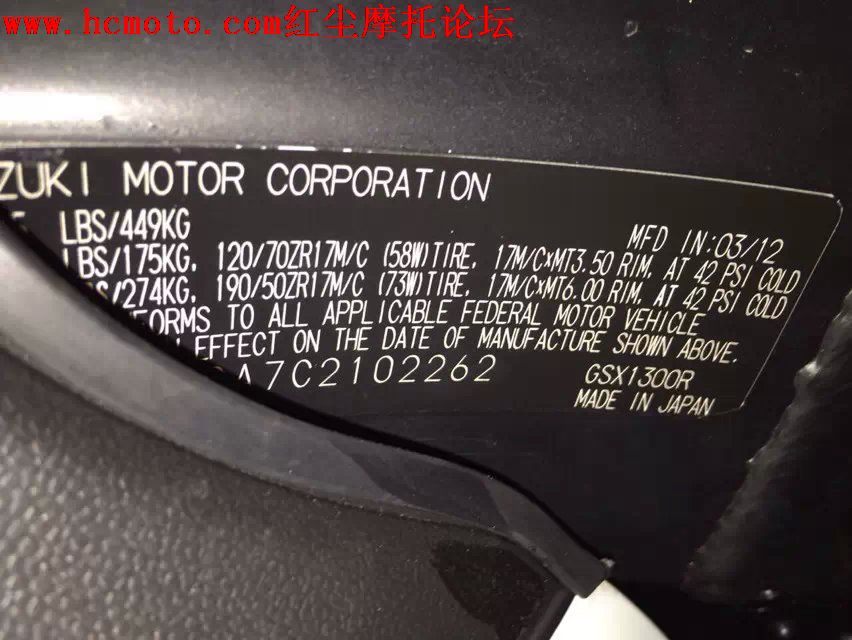 www.hcmoto.com红尘摩托论坛
ZUKI MOTOR CORPORATION
LBS/449KG
MFD IN:03/12
LBS/175KG. 120/70ZR17M/C (58W)TIRE, 17M/C×MT3.50 RIM, AT 42 PSI COLD
/274KG. 190/50ZR17M/C (73W)TIRE, 17M/C×MT6.00 RIM, AT 42 PSI COLD
FORMS TO ALL APPLICABLE FEDERAL MOTOR VEHICLE
EFFECT ON THE DATE OF MANUFACTURE SHOWN ABOVE.
A7C2102262
GSX1300R
MADE IN JAPAN